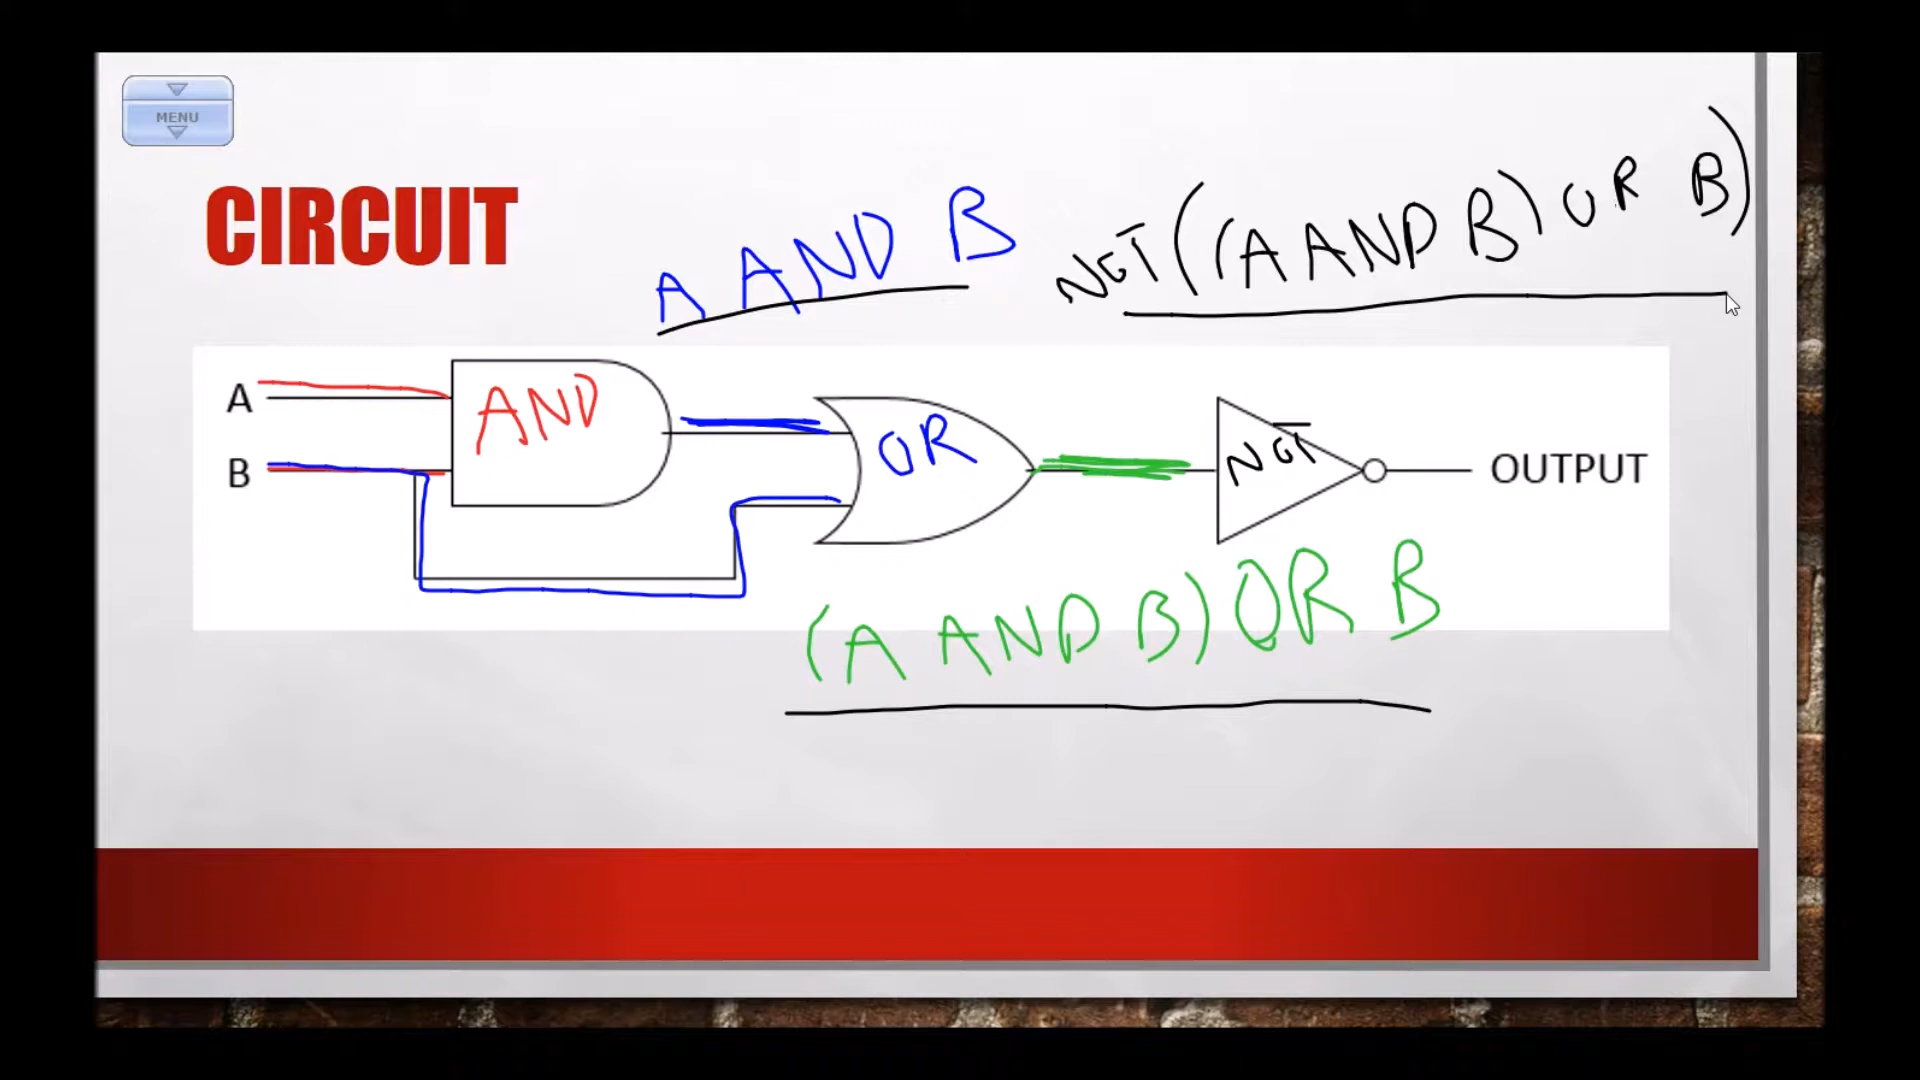 MENU
CIRCUIT
A AND B
NOT((A AND B) OR B)
A
AND
OR
NOT
B
OUTPUT
(A AND B) OR B